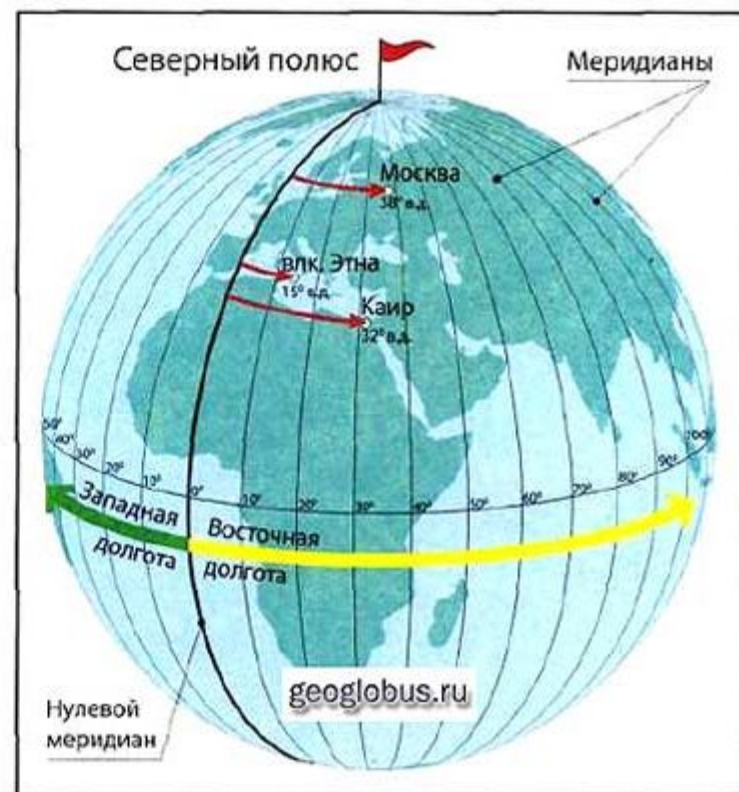 Северный полюс
Меридианы
Москва
38° в.д.
влк. Этна
15° в.д.
Каир
32° в.д.
50°
40°
30°
20°
10°
0°
10°
20°
30°
40°
50°
60°
70°
80°
90°
100°
Западная
долгота
Восточная
долгота
Нулевой
меридиан
geoglobus.ru